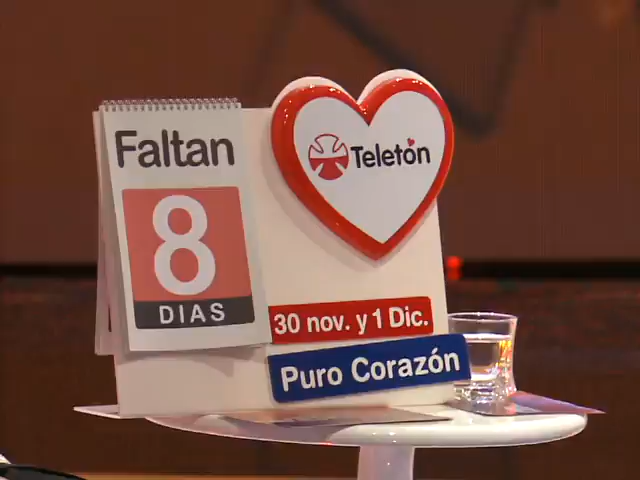 Faltan
8
DIAS
Teletón
30 nov. y 1 Dic.
Puro Corazón